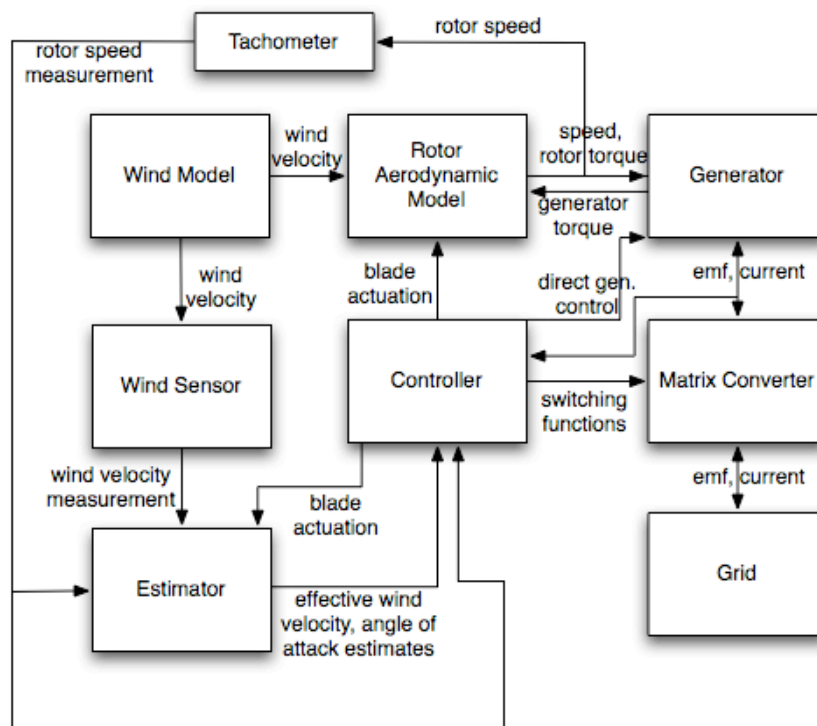 Tachometer
rotor speed
rotor speed
measurement
Wind Model
wind
velocity
Rotor
Aerodynamic
Model
speed,
rotor torque
generator
torque
Generator
wind
velocity
blade
actuation
direct gen.
control
emf, current
Wind Sensor
Controller
Matrix Converter
switching
functions
wind velocity
measurement
blade
actuation
emf, current
Estimator
effective wind
velocity, angle of
attack estimates
Grid